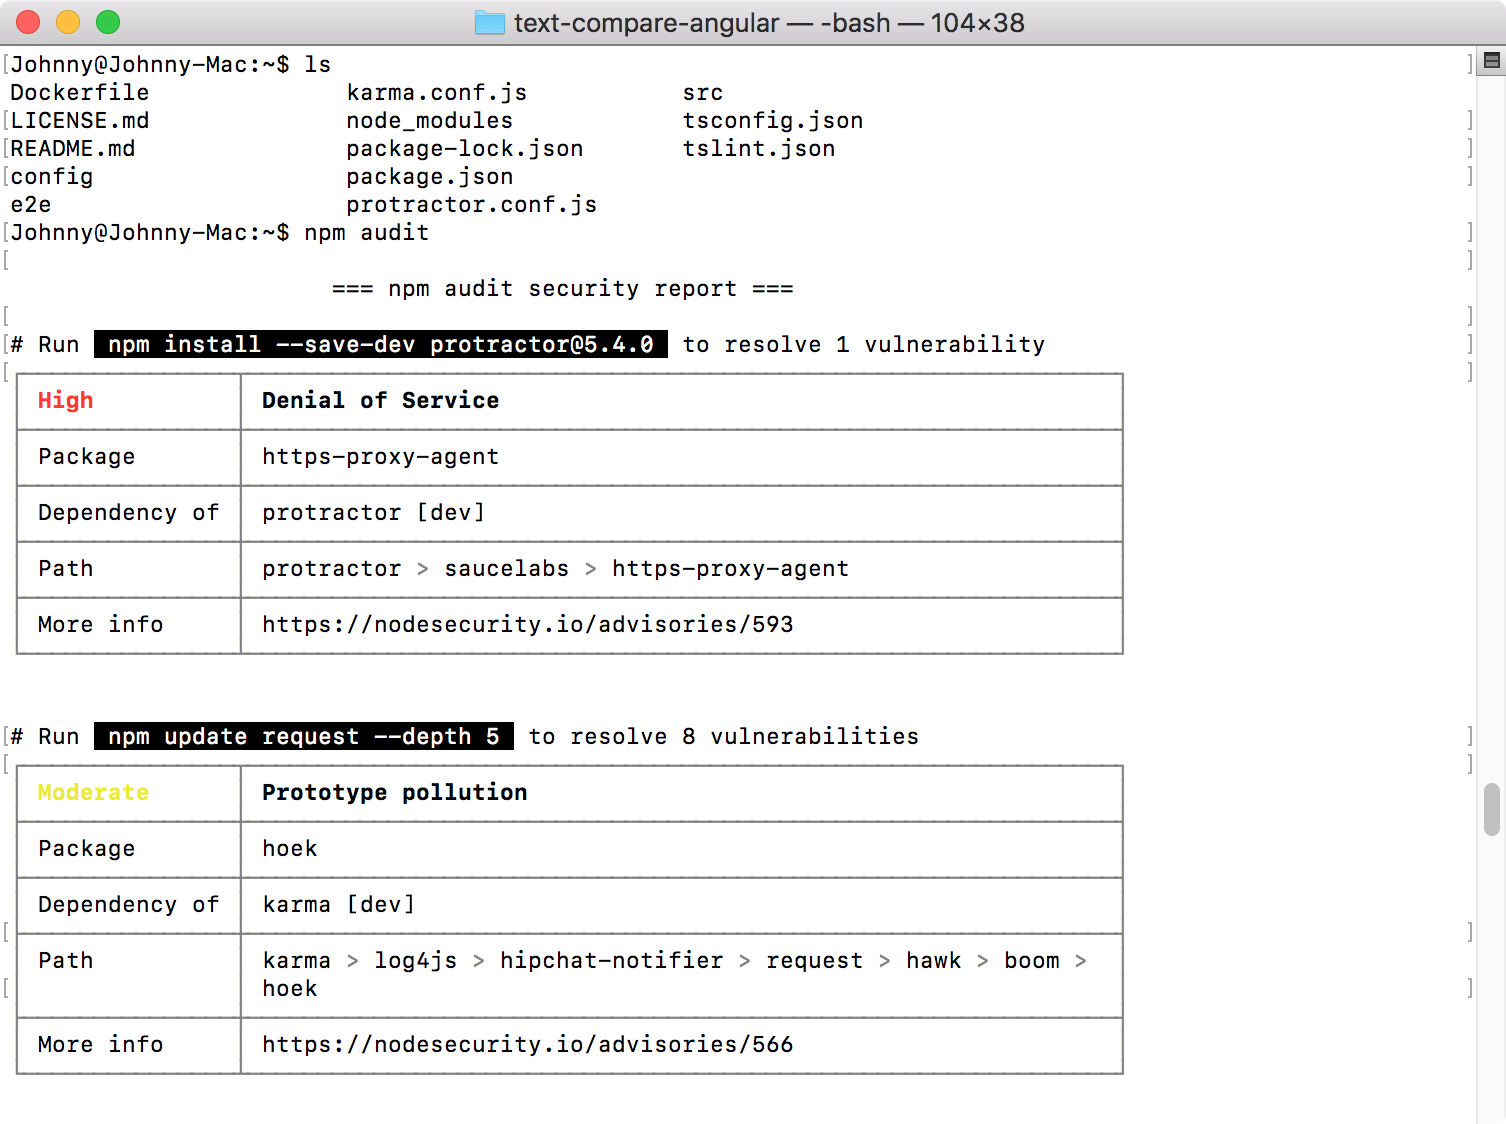 text-compare-angular — -bash — 104×38
[Johnny@Johnny-Mac:~$ ls ]
Dockerfile karma.conf.js src
[LICENSE.md node_modules tsconfig.json ]
[README.md package-lock.json tslint.json ]
[config package.json ]
e2e protractor.conf.js
[Johnny@Johnny-Mac:~$ npm audit ]
[ ]
=== npm audit security report ===
[ ]
[# Run npm install --save-dev protractor@5.4.0 to resolve 1 vulnerability ]
[ ]
High Denial of Service
Package https-proxy-agent
Dependency of protractor [dev]
Path protractor > saucelabs > https-proxy-agent
More info https://nodesecurity.io/advisories/593
[# Run npm update request --depth 5 to resolve 8 vulnerabilities ]
[ ]
Moderate Prototype pollution
Package hoek
Dependency of karma [dev]
[ ]
Path karma > log4js > hipchat-notifier > request > hawk > boom >
[ hoek ]
More info https://nodesecurity.io/advisories/566